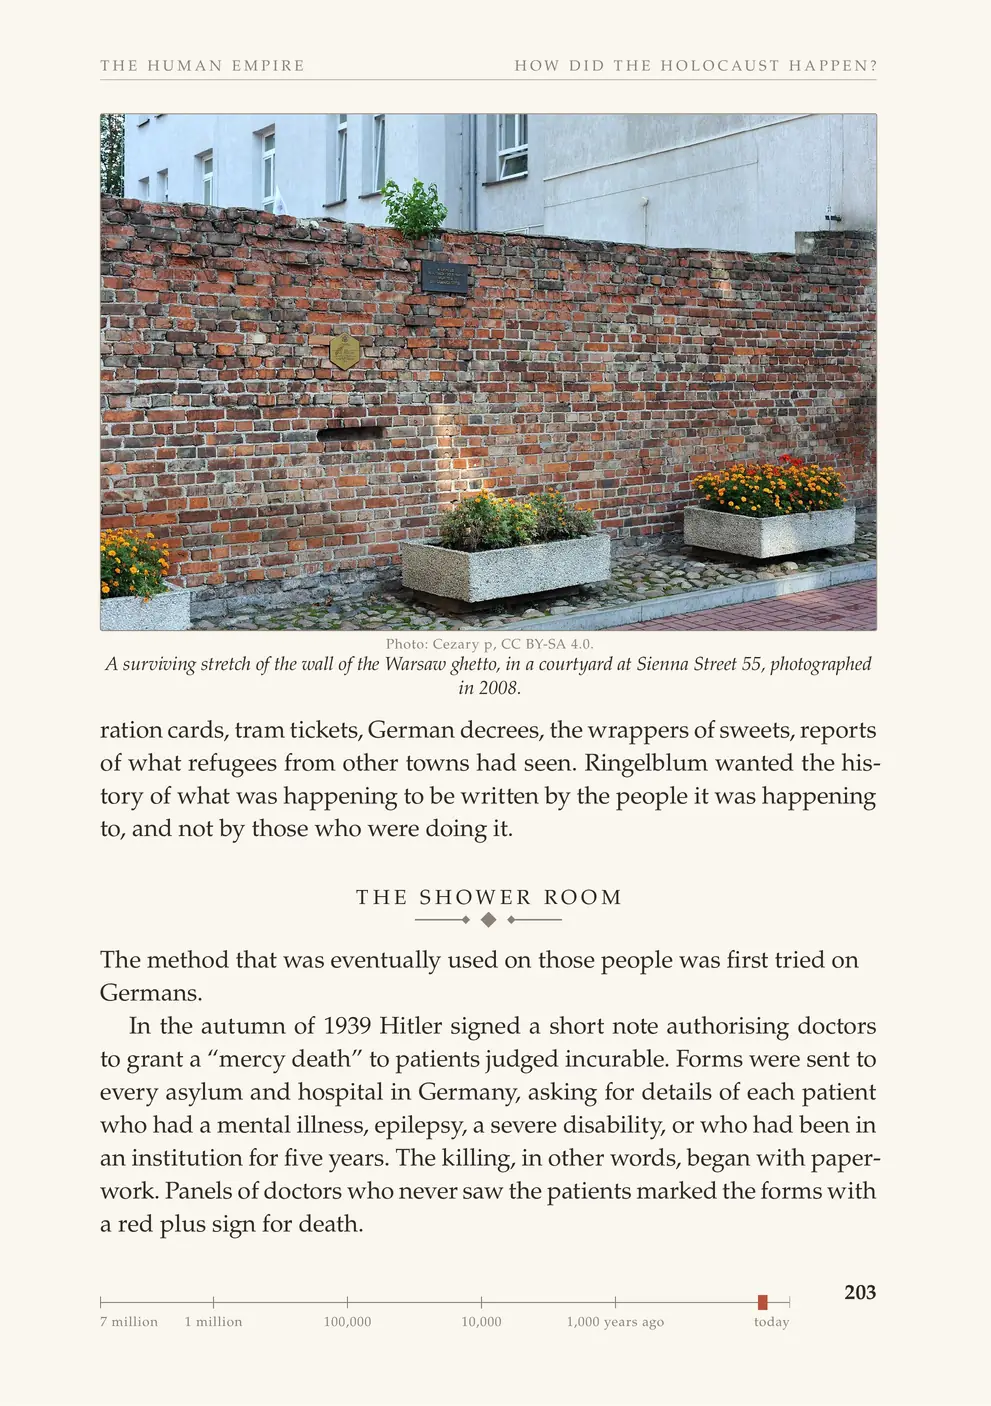 THE HUMAN EMPIRE
HOW DID THE HOLOCAUST HAPPEN?
Photo: Cezary p, CC BY-SA 4.0.
A surviving stretch of the wall of the Warsaw ghetto, in a courtyard at Sienna Street 55, photographed
in 2008.
ration cards, tram tickets, German decrees, the wrappers of sweets, reports
of what refugees from other towns had seen. Ringelblum wanted the his-
tory of what was happening to be written by the people it was happening
to, and not by those who were doing it.
THE SHOWER ROOM
The method that was eventually used on those people was first tried on
Germans.
In the autumn of 1939 Hitler signed a short note authorising doctors
to grant a “mercy death” to patients judged incurable. Forms were sent to
every asylum and hospital in Germany, asking for details of each patient
who had a mental illness, epilepsy, a severe disability, or who had been in
an institution for five years. The killing, in other words, began with paper-
work. Panels of doctors who never saw the patients marked the forms with
a red plus sign for death.
203
7 million 1 million 100,000 10,000 1,000 years ago today